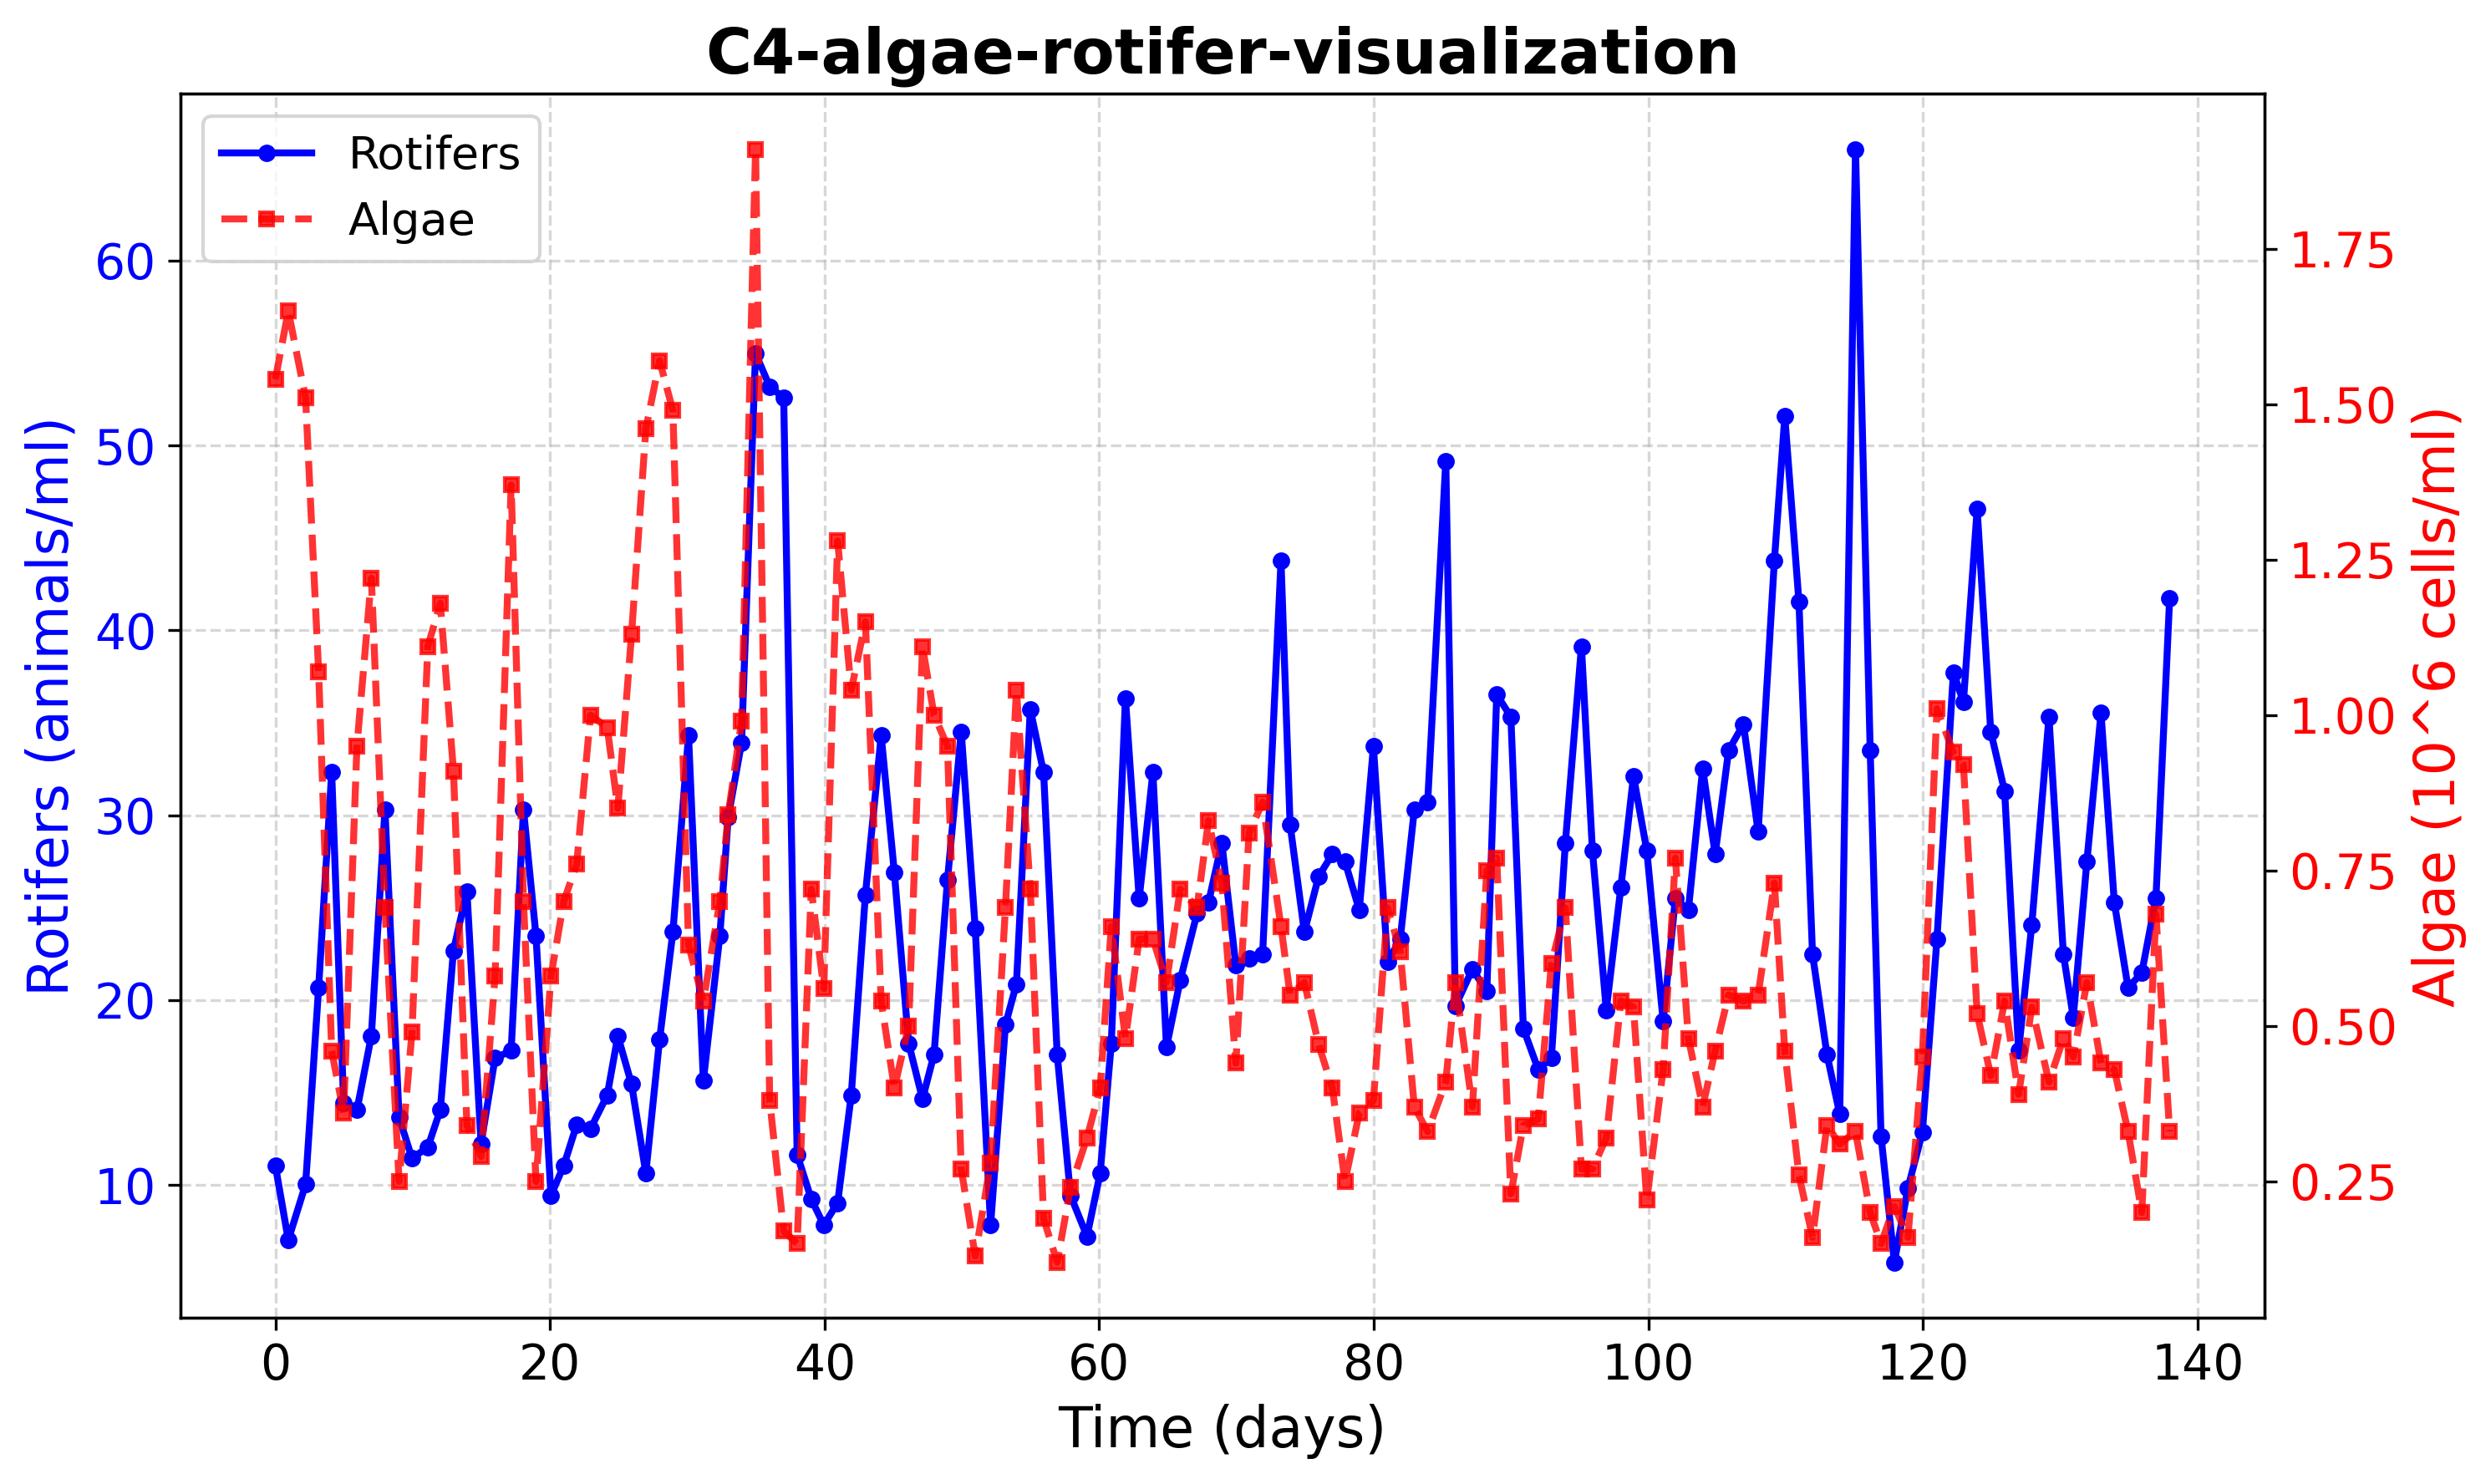 C4-algae-rotifer-visualization
Rotifers
Algae
60
50
40
30
20
10
Rotifers (animals/ml)
1.75
1.50
1.25
1.00
0.75
0.50
0.25
Algae (10^6 cells/ml)
0 20 40 60 80 100 120 140
Time (days)